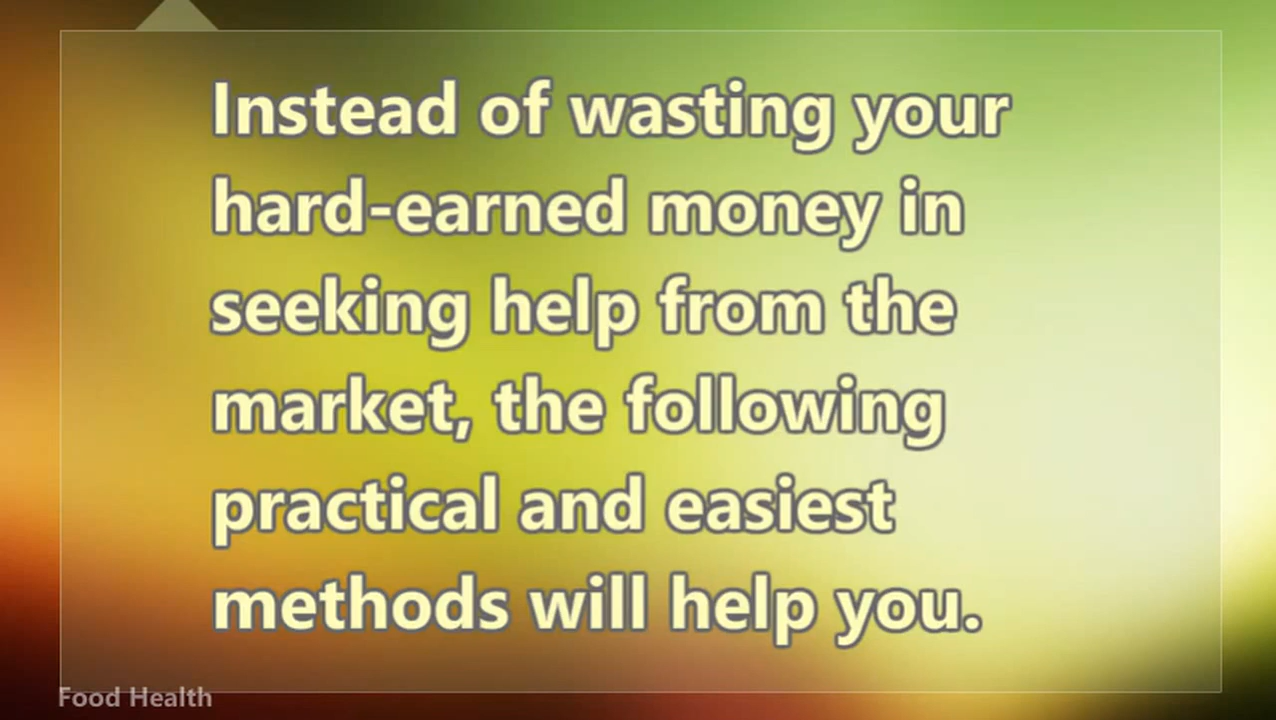 Instead of wasting your
hard-earned money in
seeking help from the
market, the following
practical and easiest
methods will help you.
Food Health